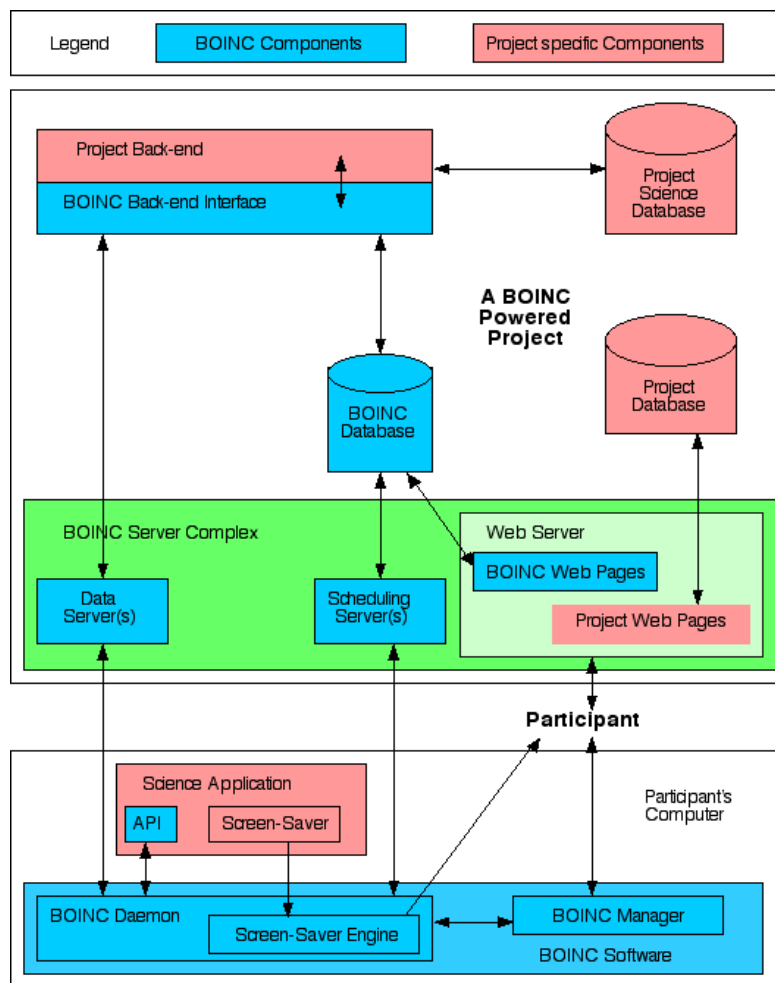 Legend
BOINC Components
Project specific Components
Project Back-end
BOINC Back-end Interface
Project
Science
Database
A BOINC
Powered
Project
BOINC
Database
Project
Database
BOINC Server Complex
Web Server
BOINC Web Pages
Data
Server(s)
Scheduling
Server(s)
Project Web Pages
Participant
Science Application
API
Screen-Saver
Participant's
Computer
BOINC Daemon
Screen-Saver Engine
BOINC Manager
BOINC Software